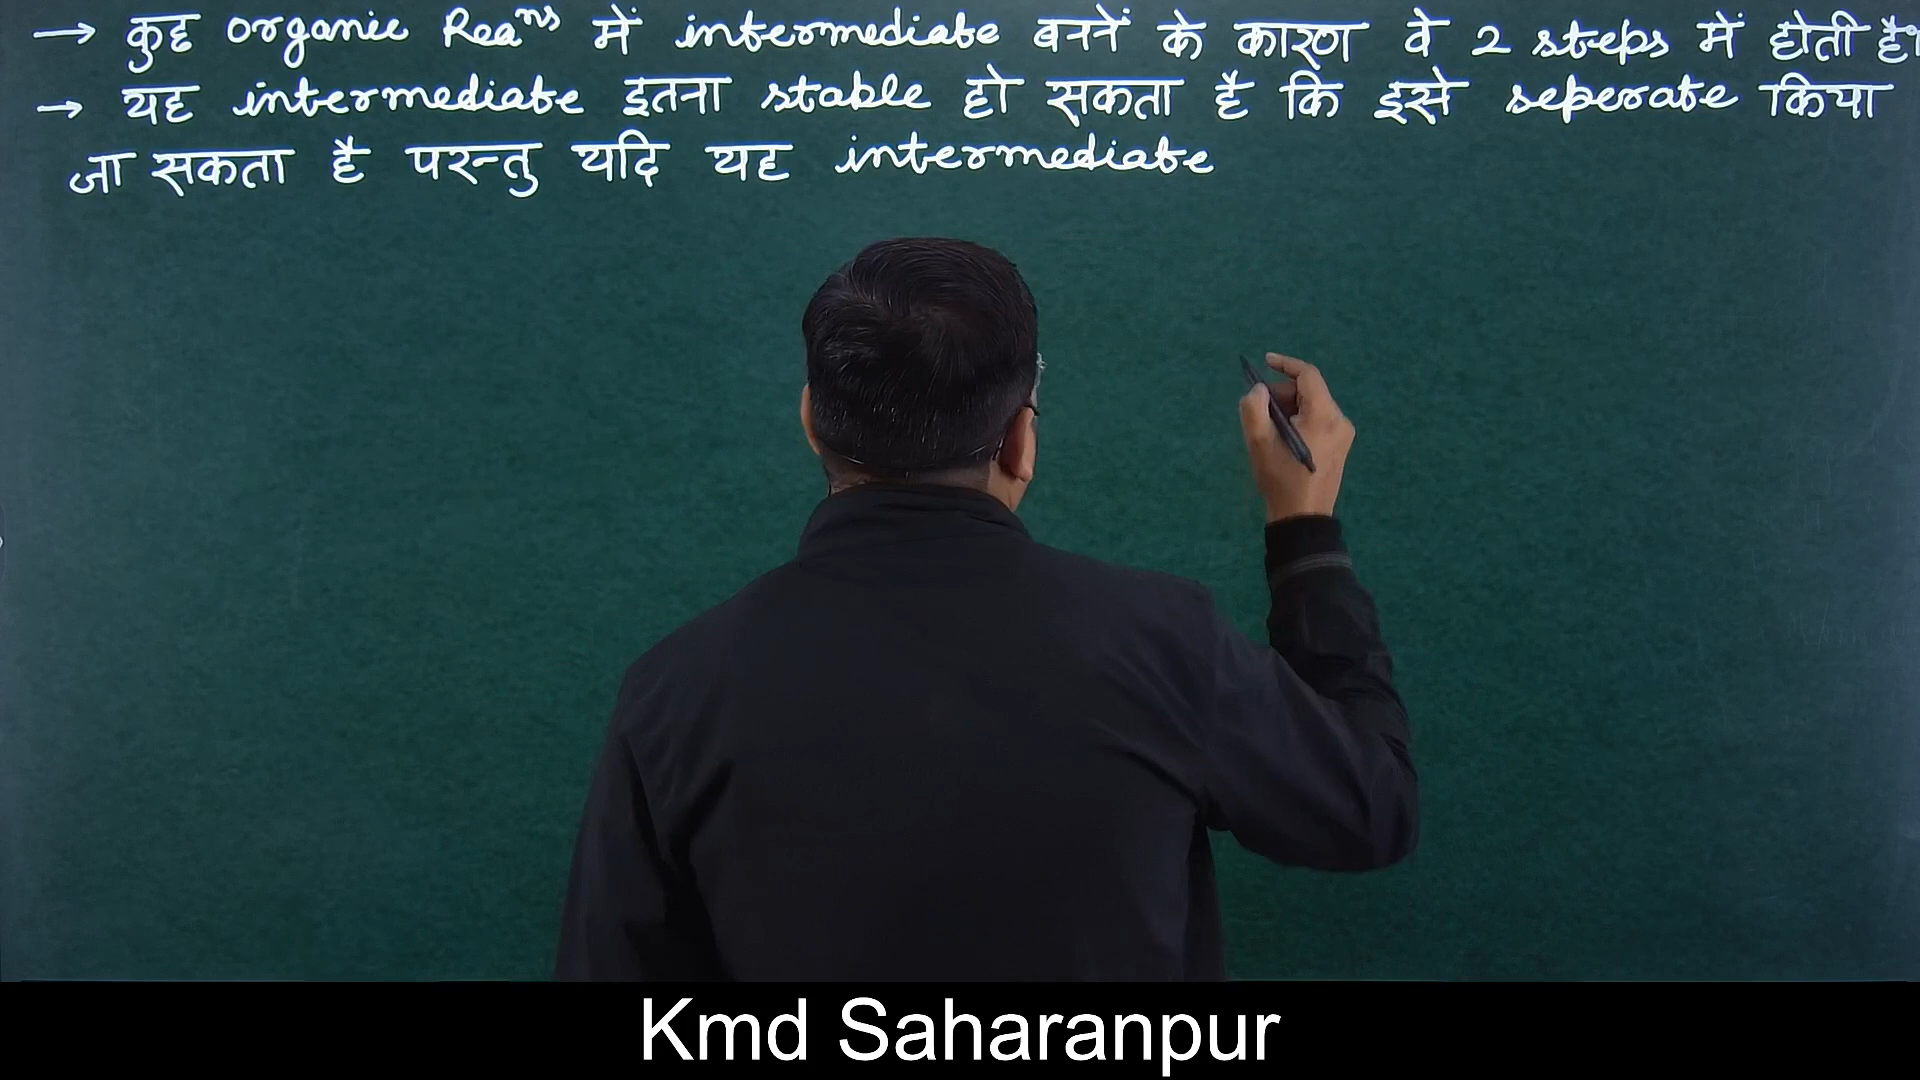 → कुछ organic Reaⁿˢ में intermediate बननें के कारण वे 2 steps में होती है।
→ यह intermediate इतना stable हो सकता है कि इसे seperate किया
जा सकता है परन्तु यदि यह intermediate
Kmd Saharanpur